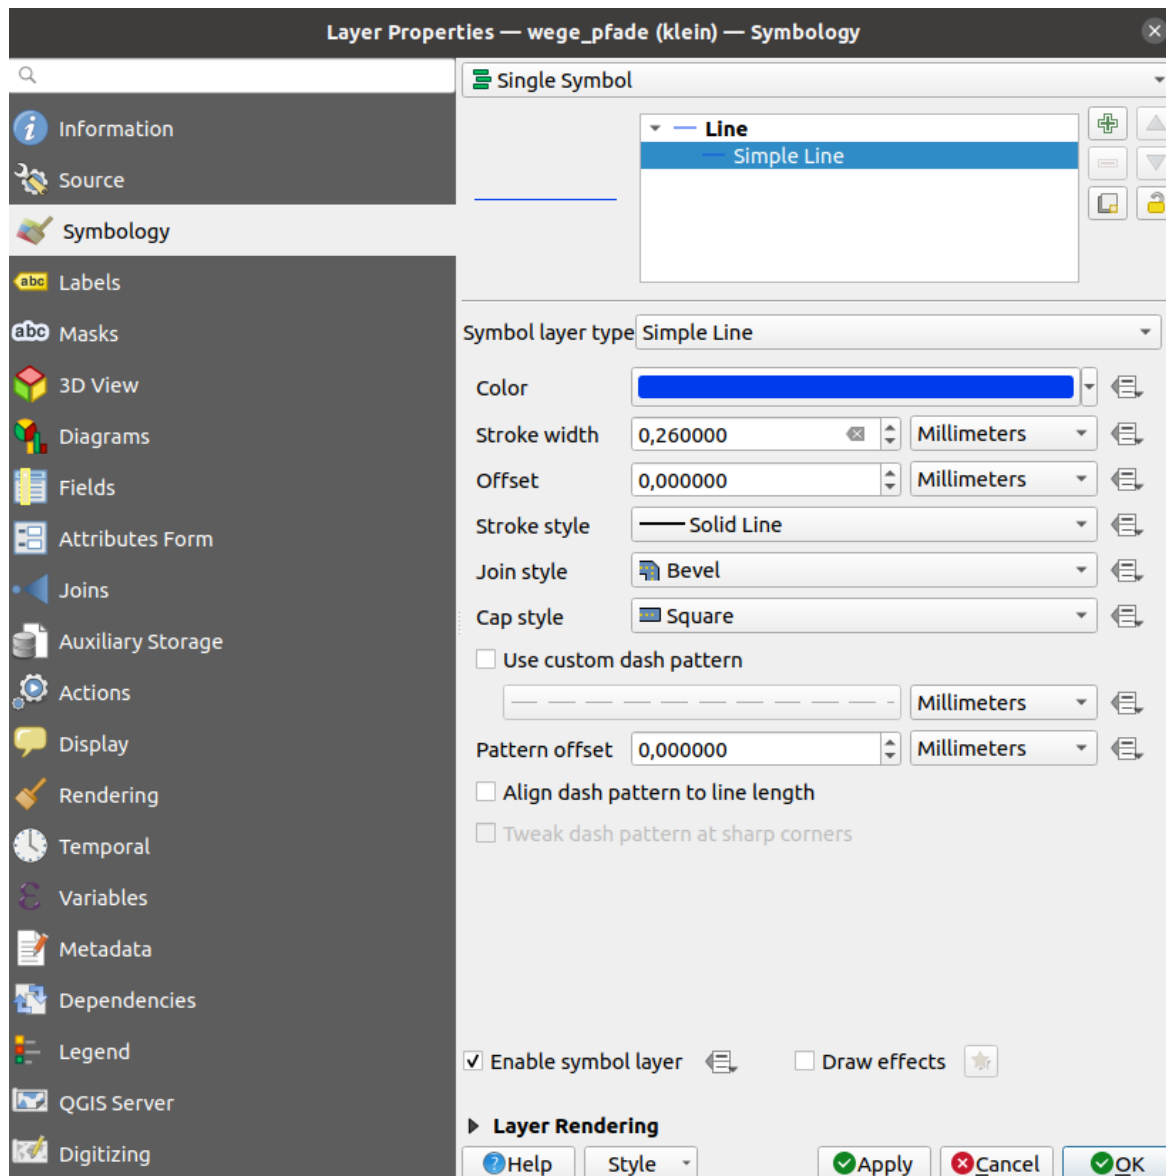 Layer Properties — wege_pfade (klein) — Symbology
Information
Source
Symbology
abc Labels
abc Masks
3D View
Diagrams
Fields
Attributes Form
Joins
Auxiliary Storage
Actions
Display
Rendering
Temporal
Variables
Metadata
Dependencies
Legend
QGIS Server
Digitizing
Single Symbol
Line
Simple Line
Symbol layer type Simple Line
Color
Stroke width 0,260000 Millimeters
Offset 0,000000 Millimeters
Stroke style Solid Line
Join style Bevel
Cap style Square
Use custom dash pattern
Millimeters
Pattern offset 0,000000 Millimeters
Align dash pattern to line length
Tweak dash pattern at sharp corners
Enable symbol layer Draw effects
Layer Rendering
Help Style Apply Cancel OK